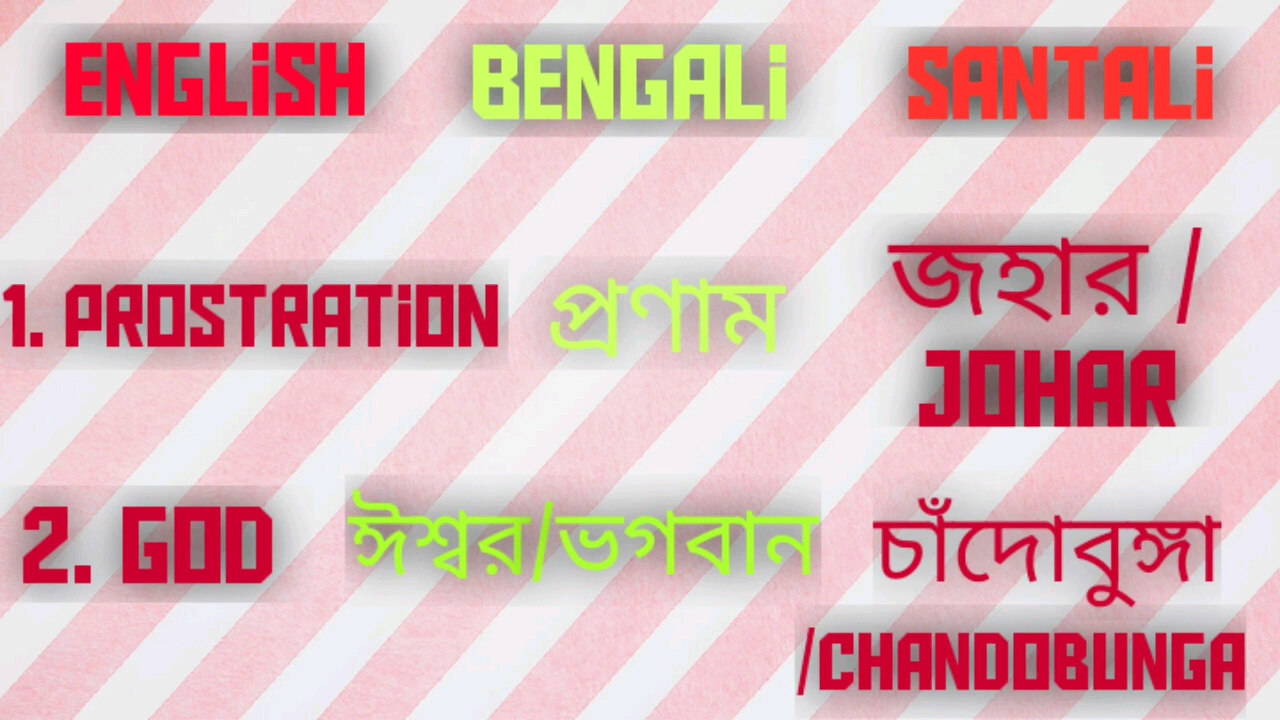 ENGLiSH BENGALi SANTALi
1. PROSTRATiON প্রণাম জহার /
JOHAR
2. GOD ঈশ্বর/ভগবান চাঁদোবুঙ্গা
/CHANDOBUNGA